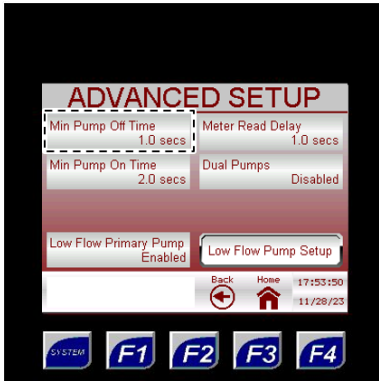 ADVANCED SETUP
Min Pump Off Time
1.0 secs
Meter Read Delay
1.0 secs
Min Pump On Time
2.0 secs
Dual Pumps
Disabled
Low Flow Primary Pump
Enabled
Low Flow Pump Setup
Back
Home
17:53:50
11/28/23
SYSTEM
F1
F2
F3
F4